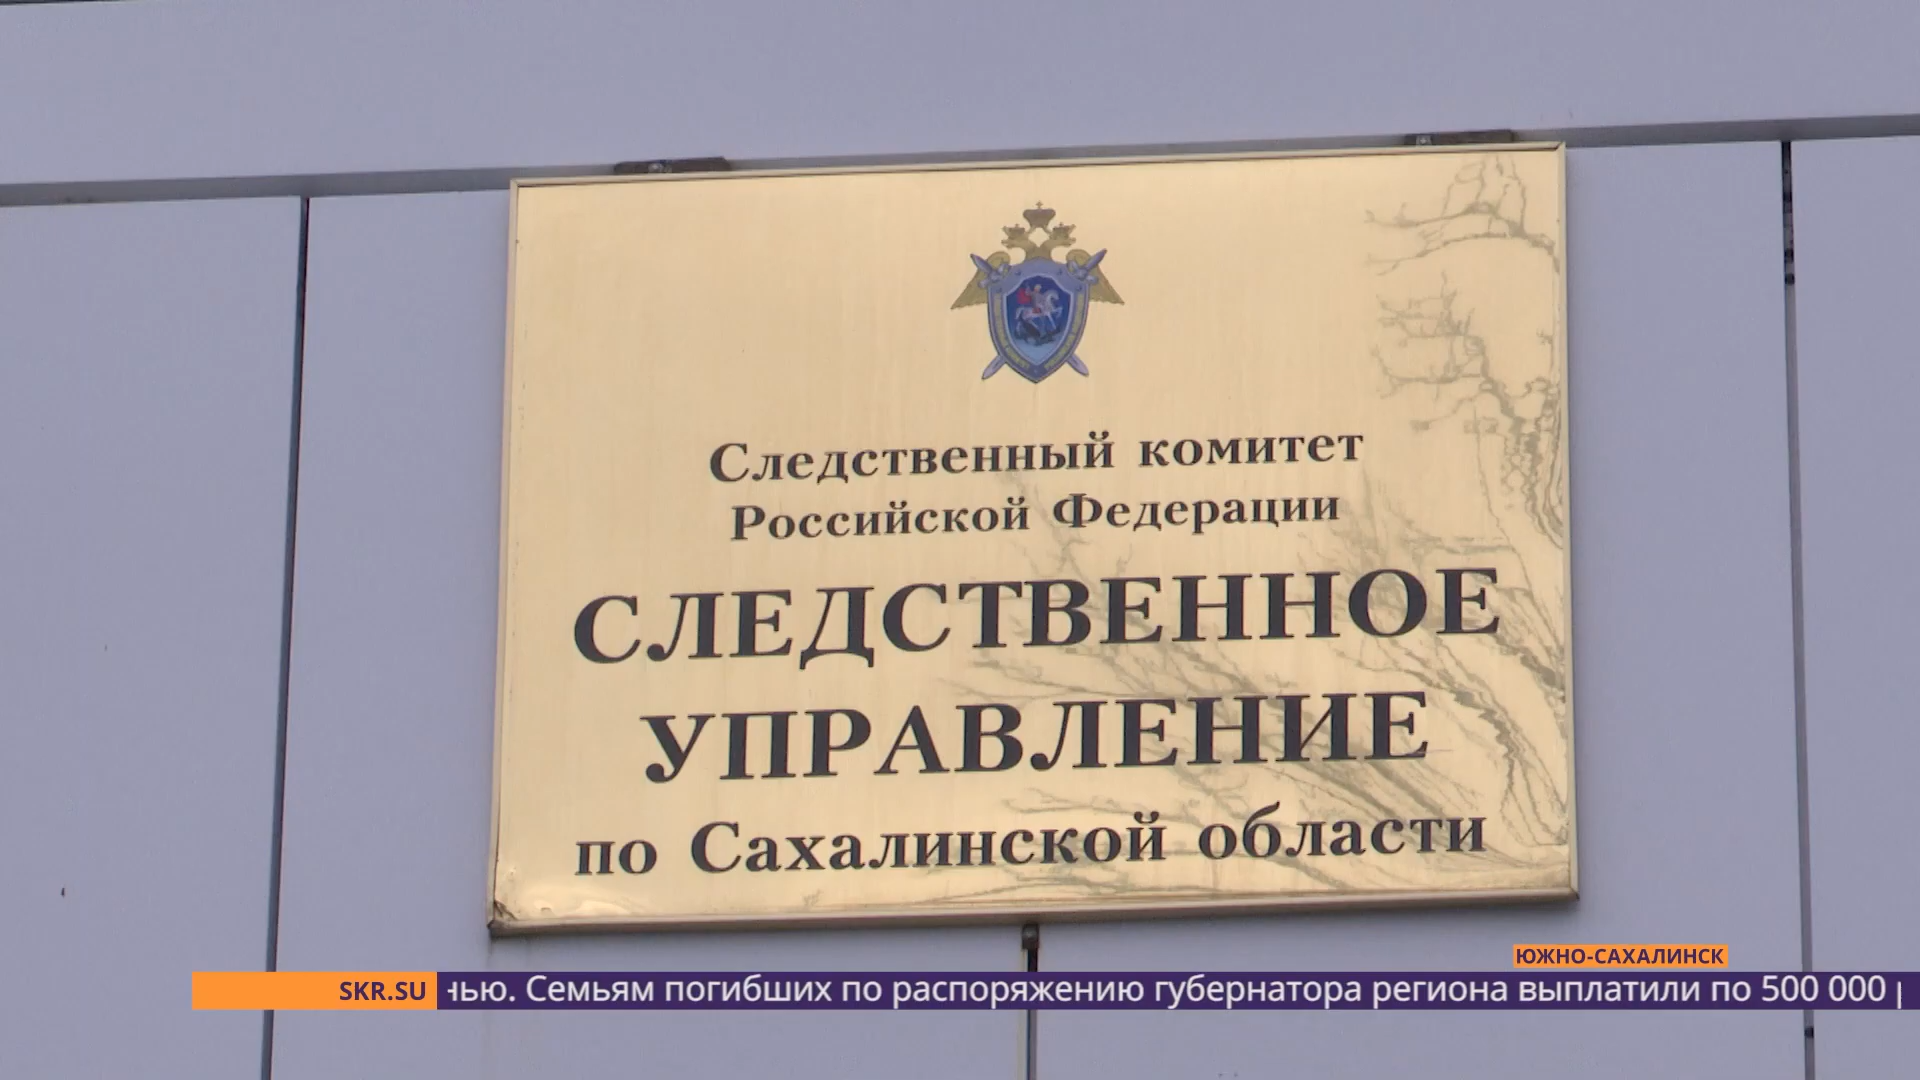 Следственный комитет
Российской Федерации
СЛЕДСТВЕННОЕ
УПРАВЛЕНИЕ
по Сахалинской области
ЮЖНО-САХАЛИНСК
SKR.SU
Семьям погибших по распоряжению губернатора региона выплатили по 500 000